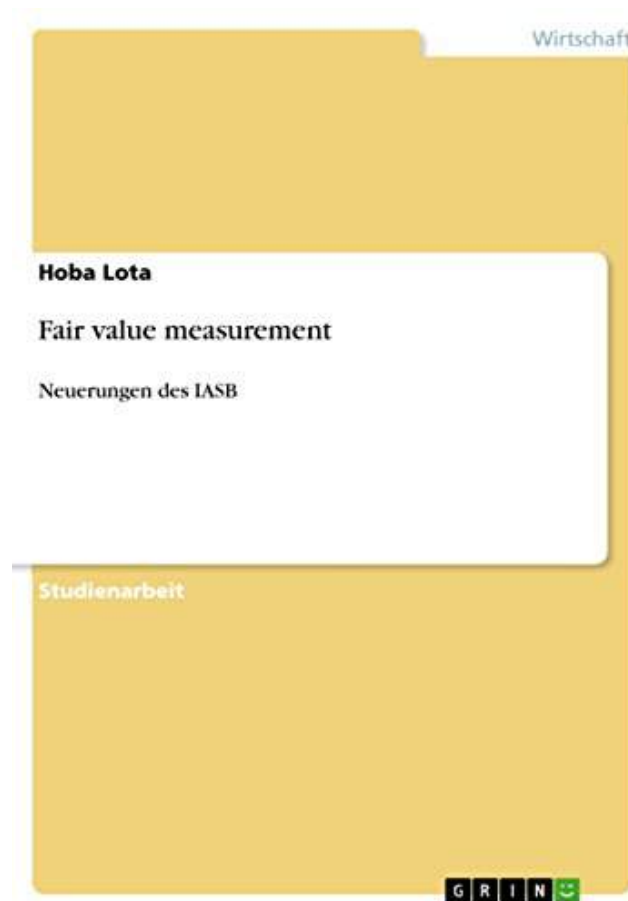 Wirtschaft
Hoba Lota
Fair value measurement
Neuerungen des IASB
Studienarbeit
GRIN